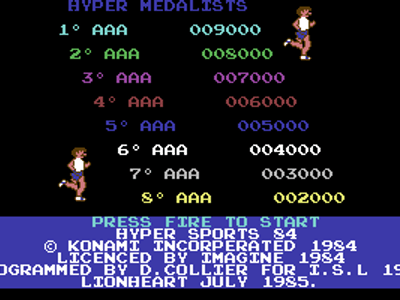 HYPER MEDALISTS
1° AAA 009000
2° AAA 008000
3° AAA 007000
4° AAA 006000
5° AAA 005000
6° AAA 004000
7° AAA 003000
8° AAA 002000
PRESS FIRE TO START
HYPER SPORTS 84
© KONAMI INCORPERATED 1984
LICENCED BY IMAGINE 1984
OGRAMMED BY D.COLLIER FOR I.S.L 19
LIONHEART JULY 1985.